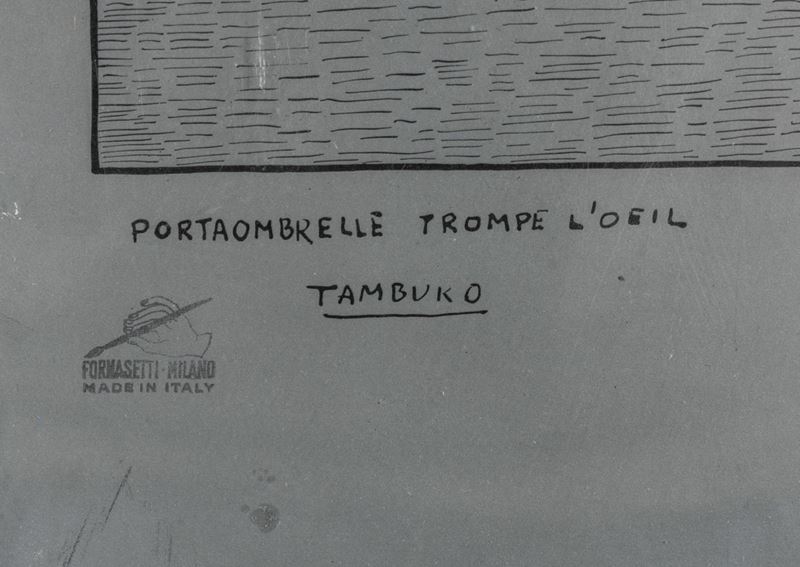 PORTAOMBRELLE TROMPE L'OEIL
TAMBUKO
FORNASETTI·MILANO
MADE IN ITALY